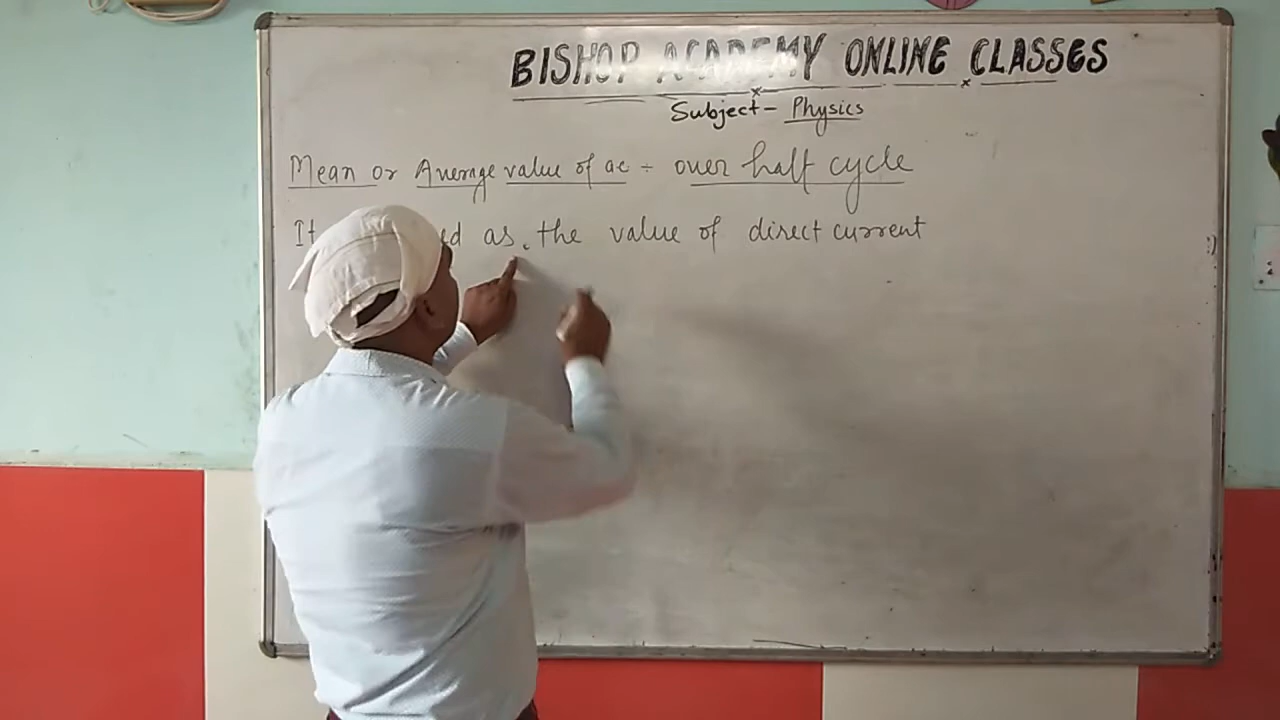 BISHOP ACADEMY ONLINE CLASSES
Subject - Physics
Mean or Average value of ac ÷ over half cycle
It as, the value of direct current